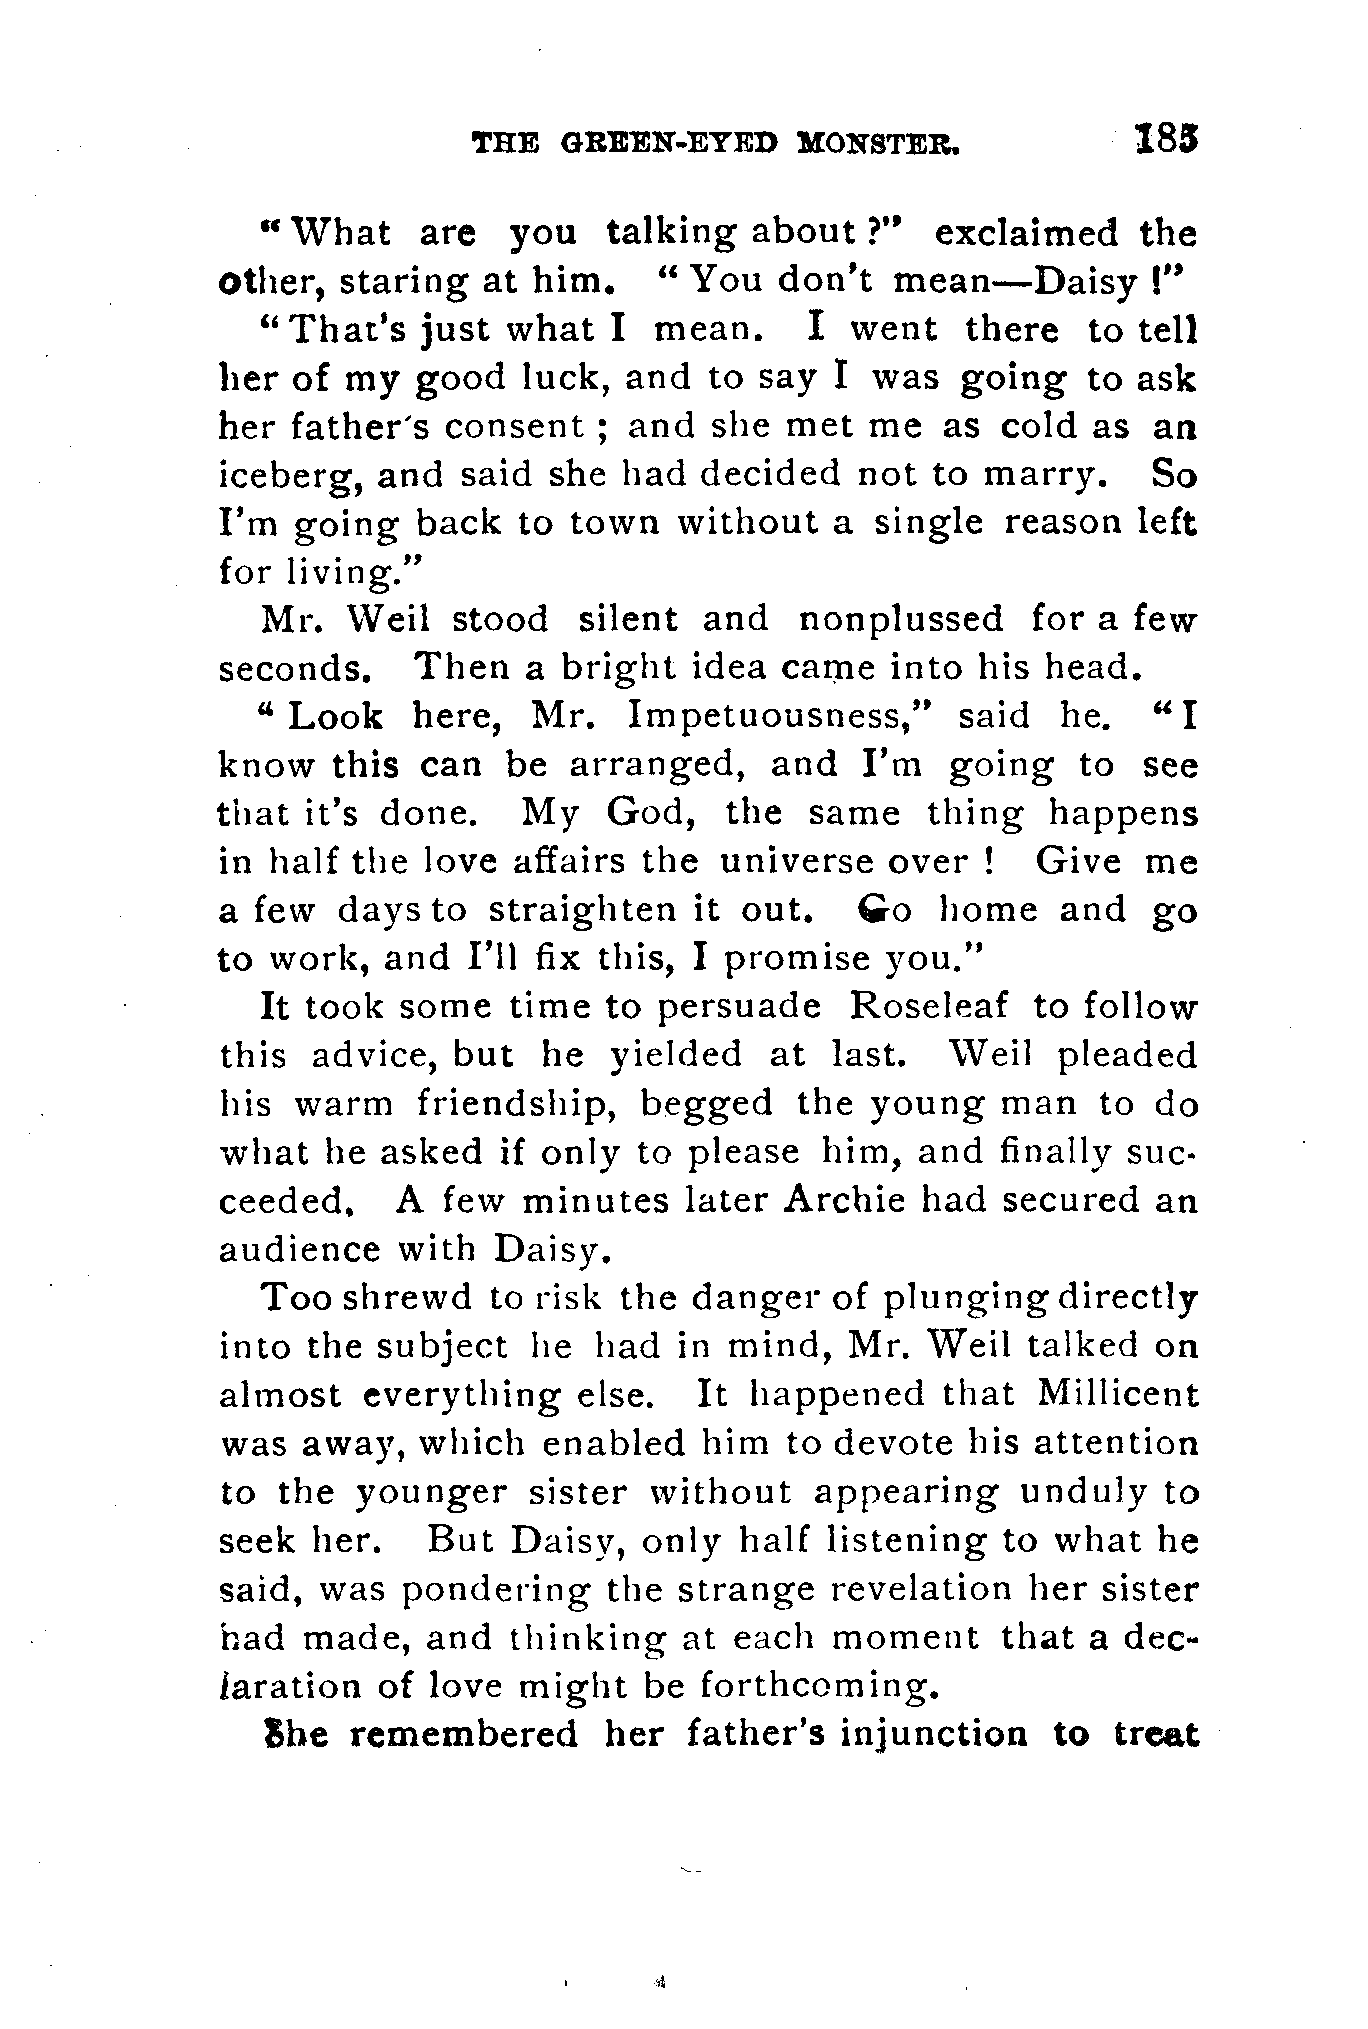 THE GREEN-EYED MONSTER. 185
" What are you talking about ?" exclaimed the
other, staring at him. " You don't mean—Daisy !"
" That's just what I mean. I went there to tell
her of my good luck, and to say I was going to ask
her father's consent ; and she met me as cold as an
iceberg, and said she had decided not to marry. So
I'm going back to town without a single reason left
for living."
Mr. Weil stood silent and nonplussed for a few
seconds. Then a bright idea came into his head.
" Look here, Mr. Impetuousness," said he. " I
know this can be arranged, and I'm going to see
that it's done. My God, the same thing happens
in half the love affairs the universe over ! Give me
a few days to straighten it out. Go home and go
to work, and I'll fix this, I promise you."
It took some time to persuade Roseleaf to follow
this advice, but he yielded at last. Weil pleaded
his warm friendship, begged the young man to do
what he asked if only to please him, and finally suc-
ceeded. A few minutes later Archie had secured an
audience with Daisy.
Too shrewd to risk the danger of plunging directly
into the subject he had in mind, Mr. Weil talked on
almost everything else. It happened that Millicent
was away, which enabled him to devote his attention
to the younger sister without appearing unduly to
seek her. But Daisy, only half listening to what he
said, was pondering the strange revelation her sister
had made, and thinking at each moment that a dec-
laration of love might be forthcoming.
She remembered her father's injunction to treat